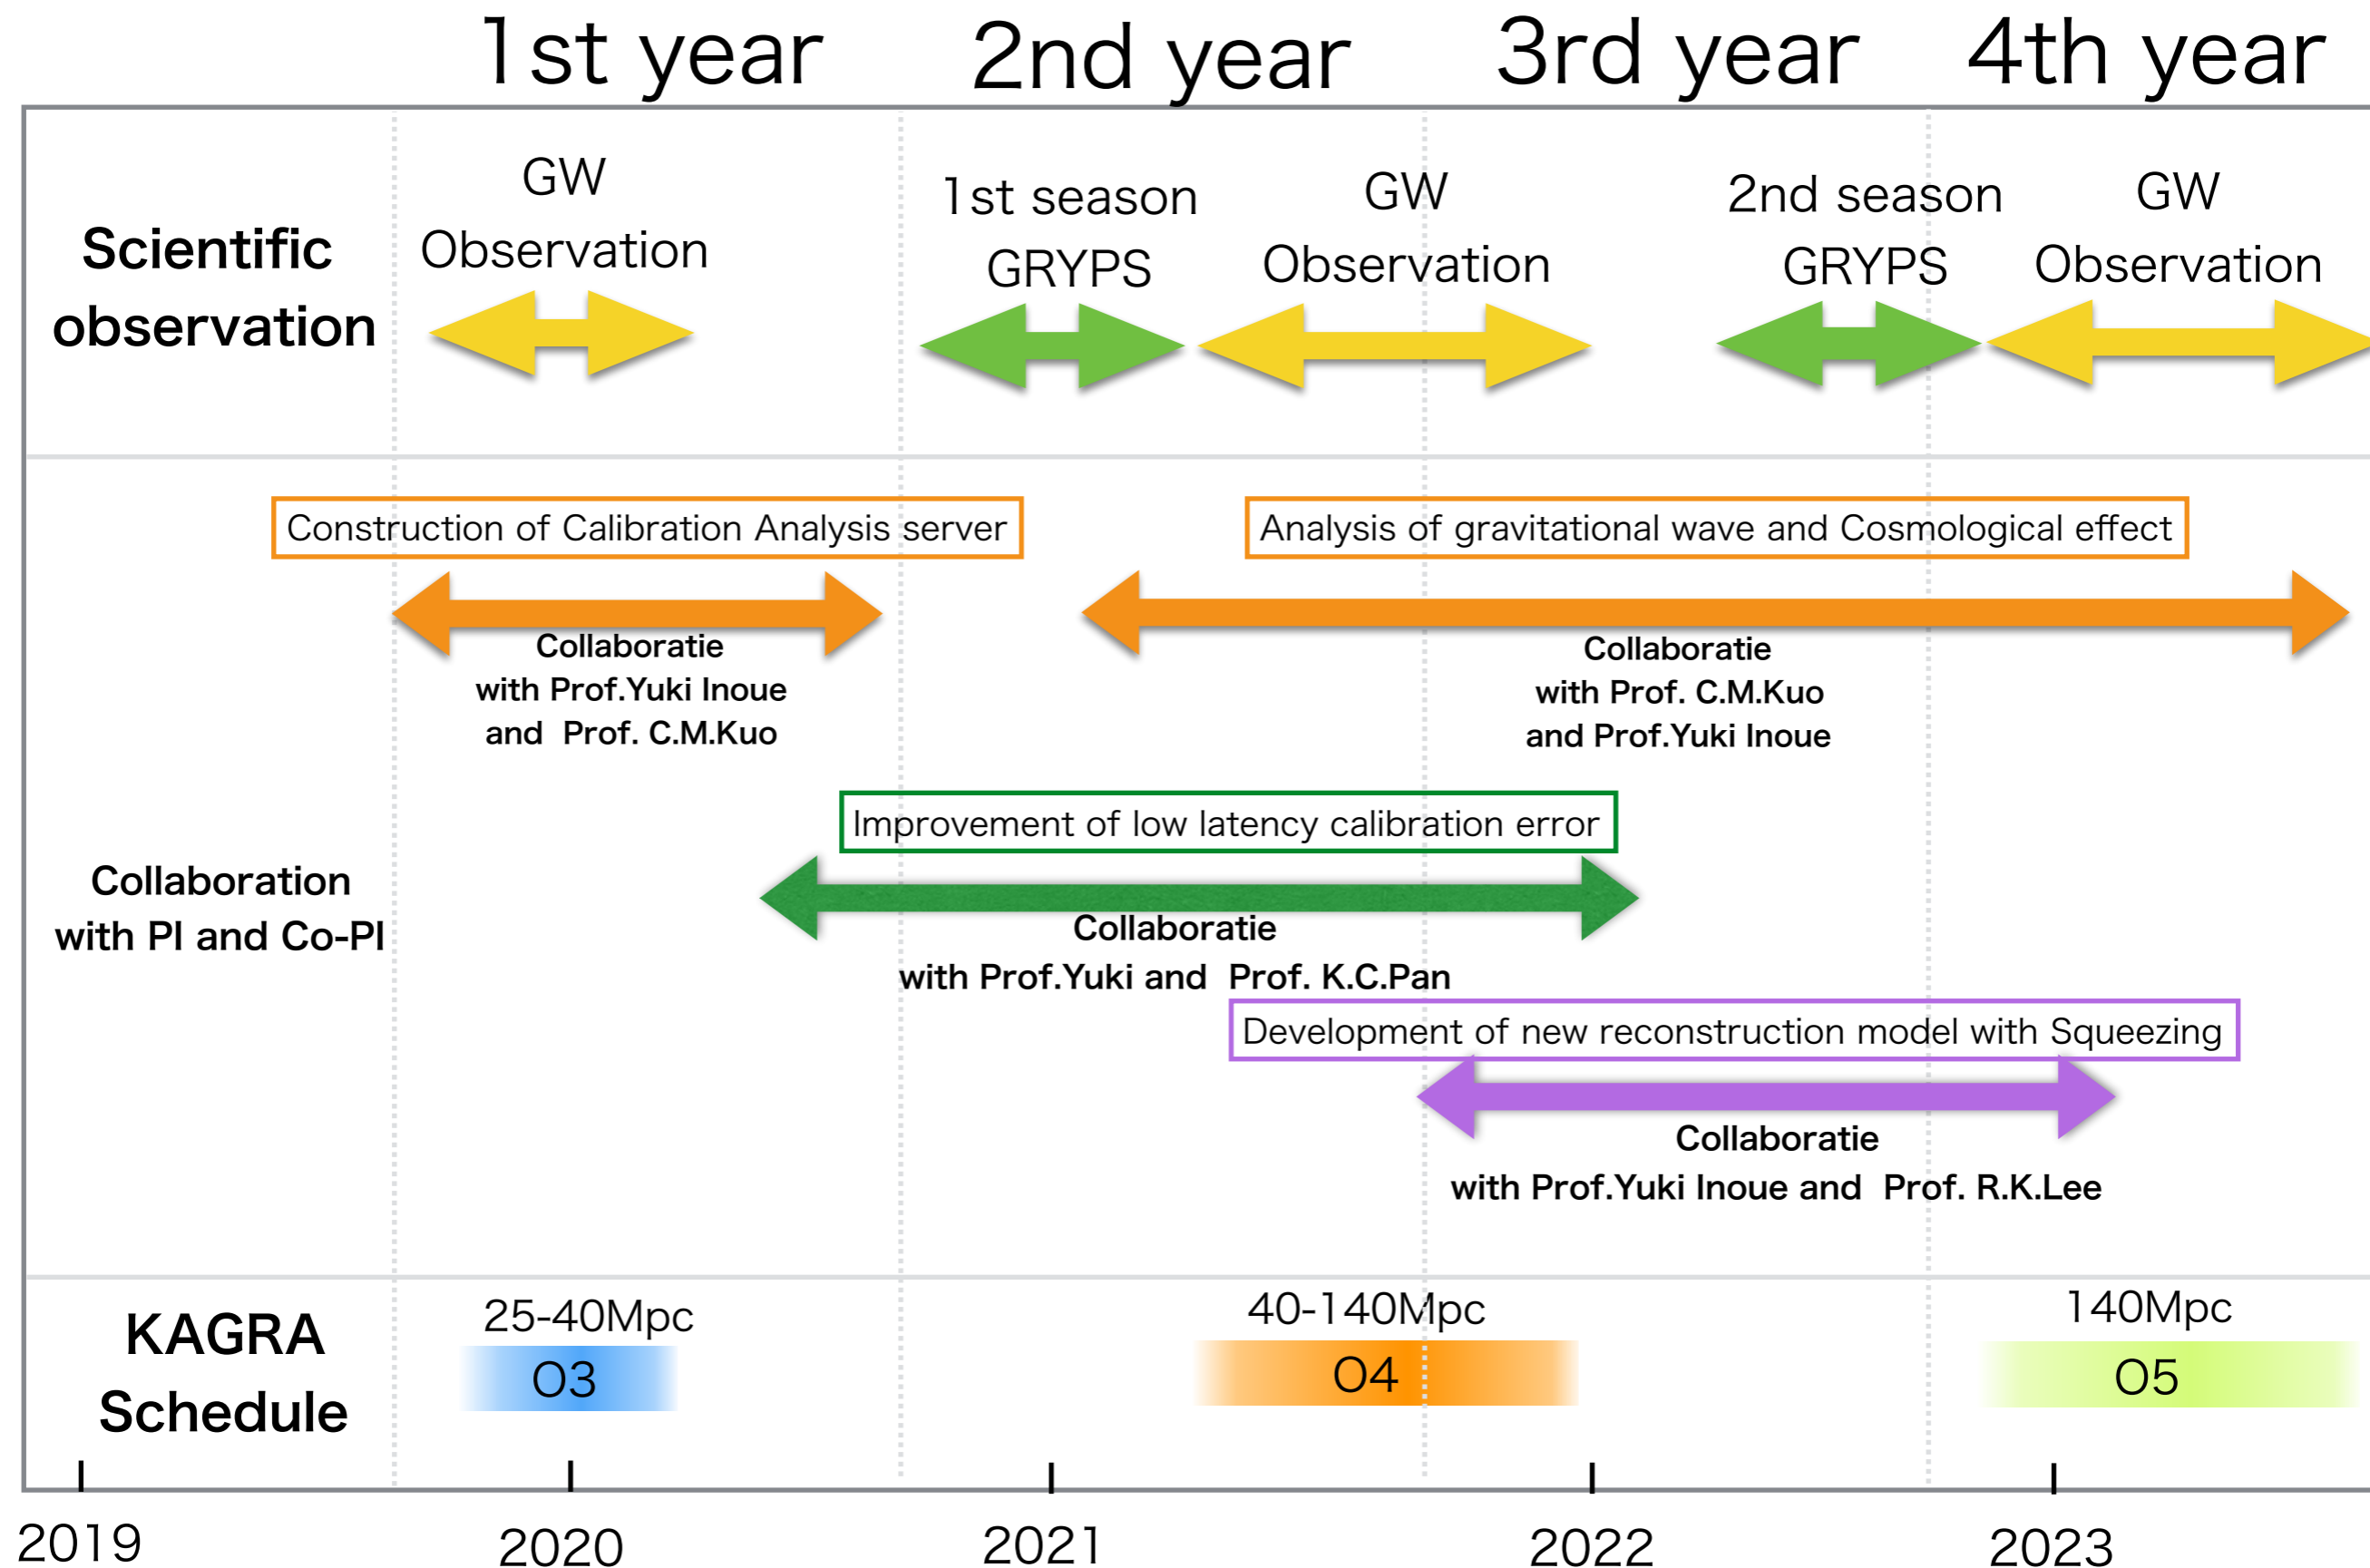 1st year
2nd year
3rd year
4th year
Scientific
observation
GW
Observation
1st season
GRYPS
GW
Observation
2nd season
GRYPS
GW
Observation
Construction of Calibration Analysis server
Analysis of gravitational wave and Cosmological effect
Collaboratie
with Prof.Yuki Inoue
and Prof. C.M.Kuo
Collaboratie
with Prof. C.M.Kuo
and Prof.Yuki Inoue
Improvement of low latency calibration error
Collaboration
with PI and Co-PI
Collaboratie
with Prof.Yuki and Prof. K.C.Pan
Development of new reconstruction model with Squeezing
Collaboratie
with Prof.Yuki Inoue and Prof. R.K.Lee
KAGRA
Schedule
25-40Mpc
O3
40-140Mpc
O4
140Mpc
O5
2019
2020
2021
2022
2023